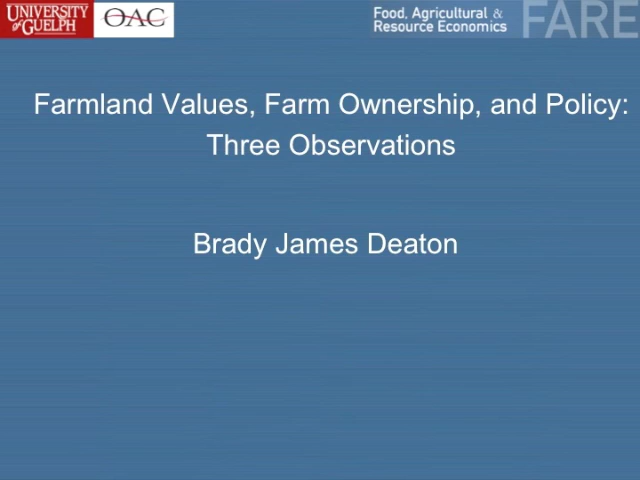 UNIVERSITY
of GUELPH
OAC
Food, Agricultural &
Resource Economics
FARE
Farmland Values, Farm Ownership, and Policy:
Three Observations
Brady James Deaton